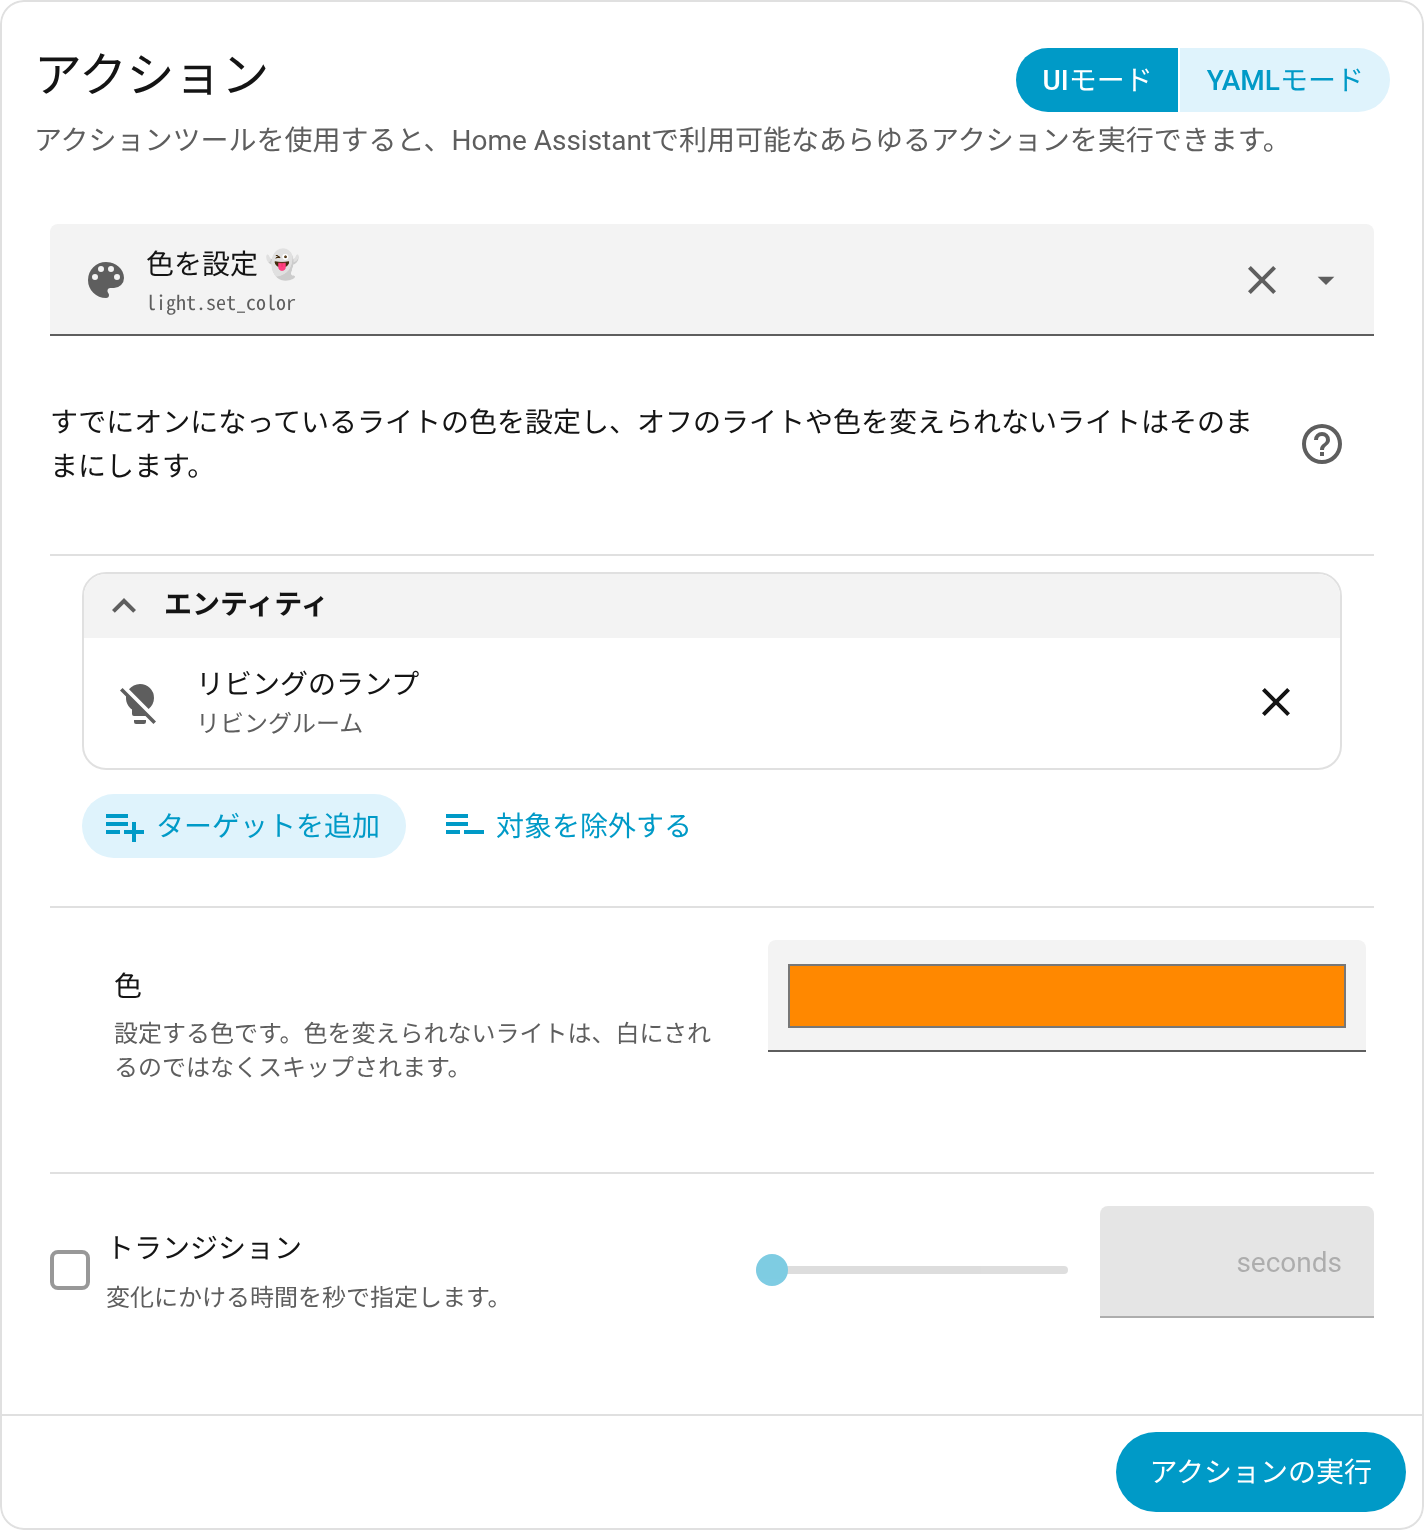 アクション
UIモード
YAMLモード
アクションツールを使用すると、Home Assistantで利用可能なあらゆるアクションを実行できます。
色を設定 👻
light.set_color
すでにオンになっているライトの色を設定し、オフのライトや色を変えられないライトはそのま
まにします。
エンティティ
リビングのランプ
リビングルーム
ターゲットを追加
対象を除外する
色
設定する色です。色を変えられないライトは、白にされ
るのではなくスキップされます。
トランジション
変化にかける時間を秒で指定します。
seconds
アクションの実行